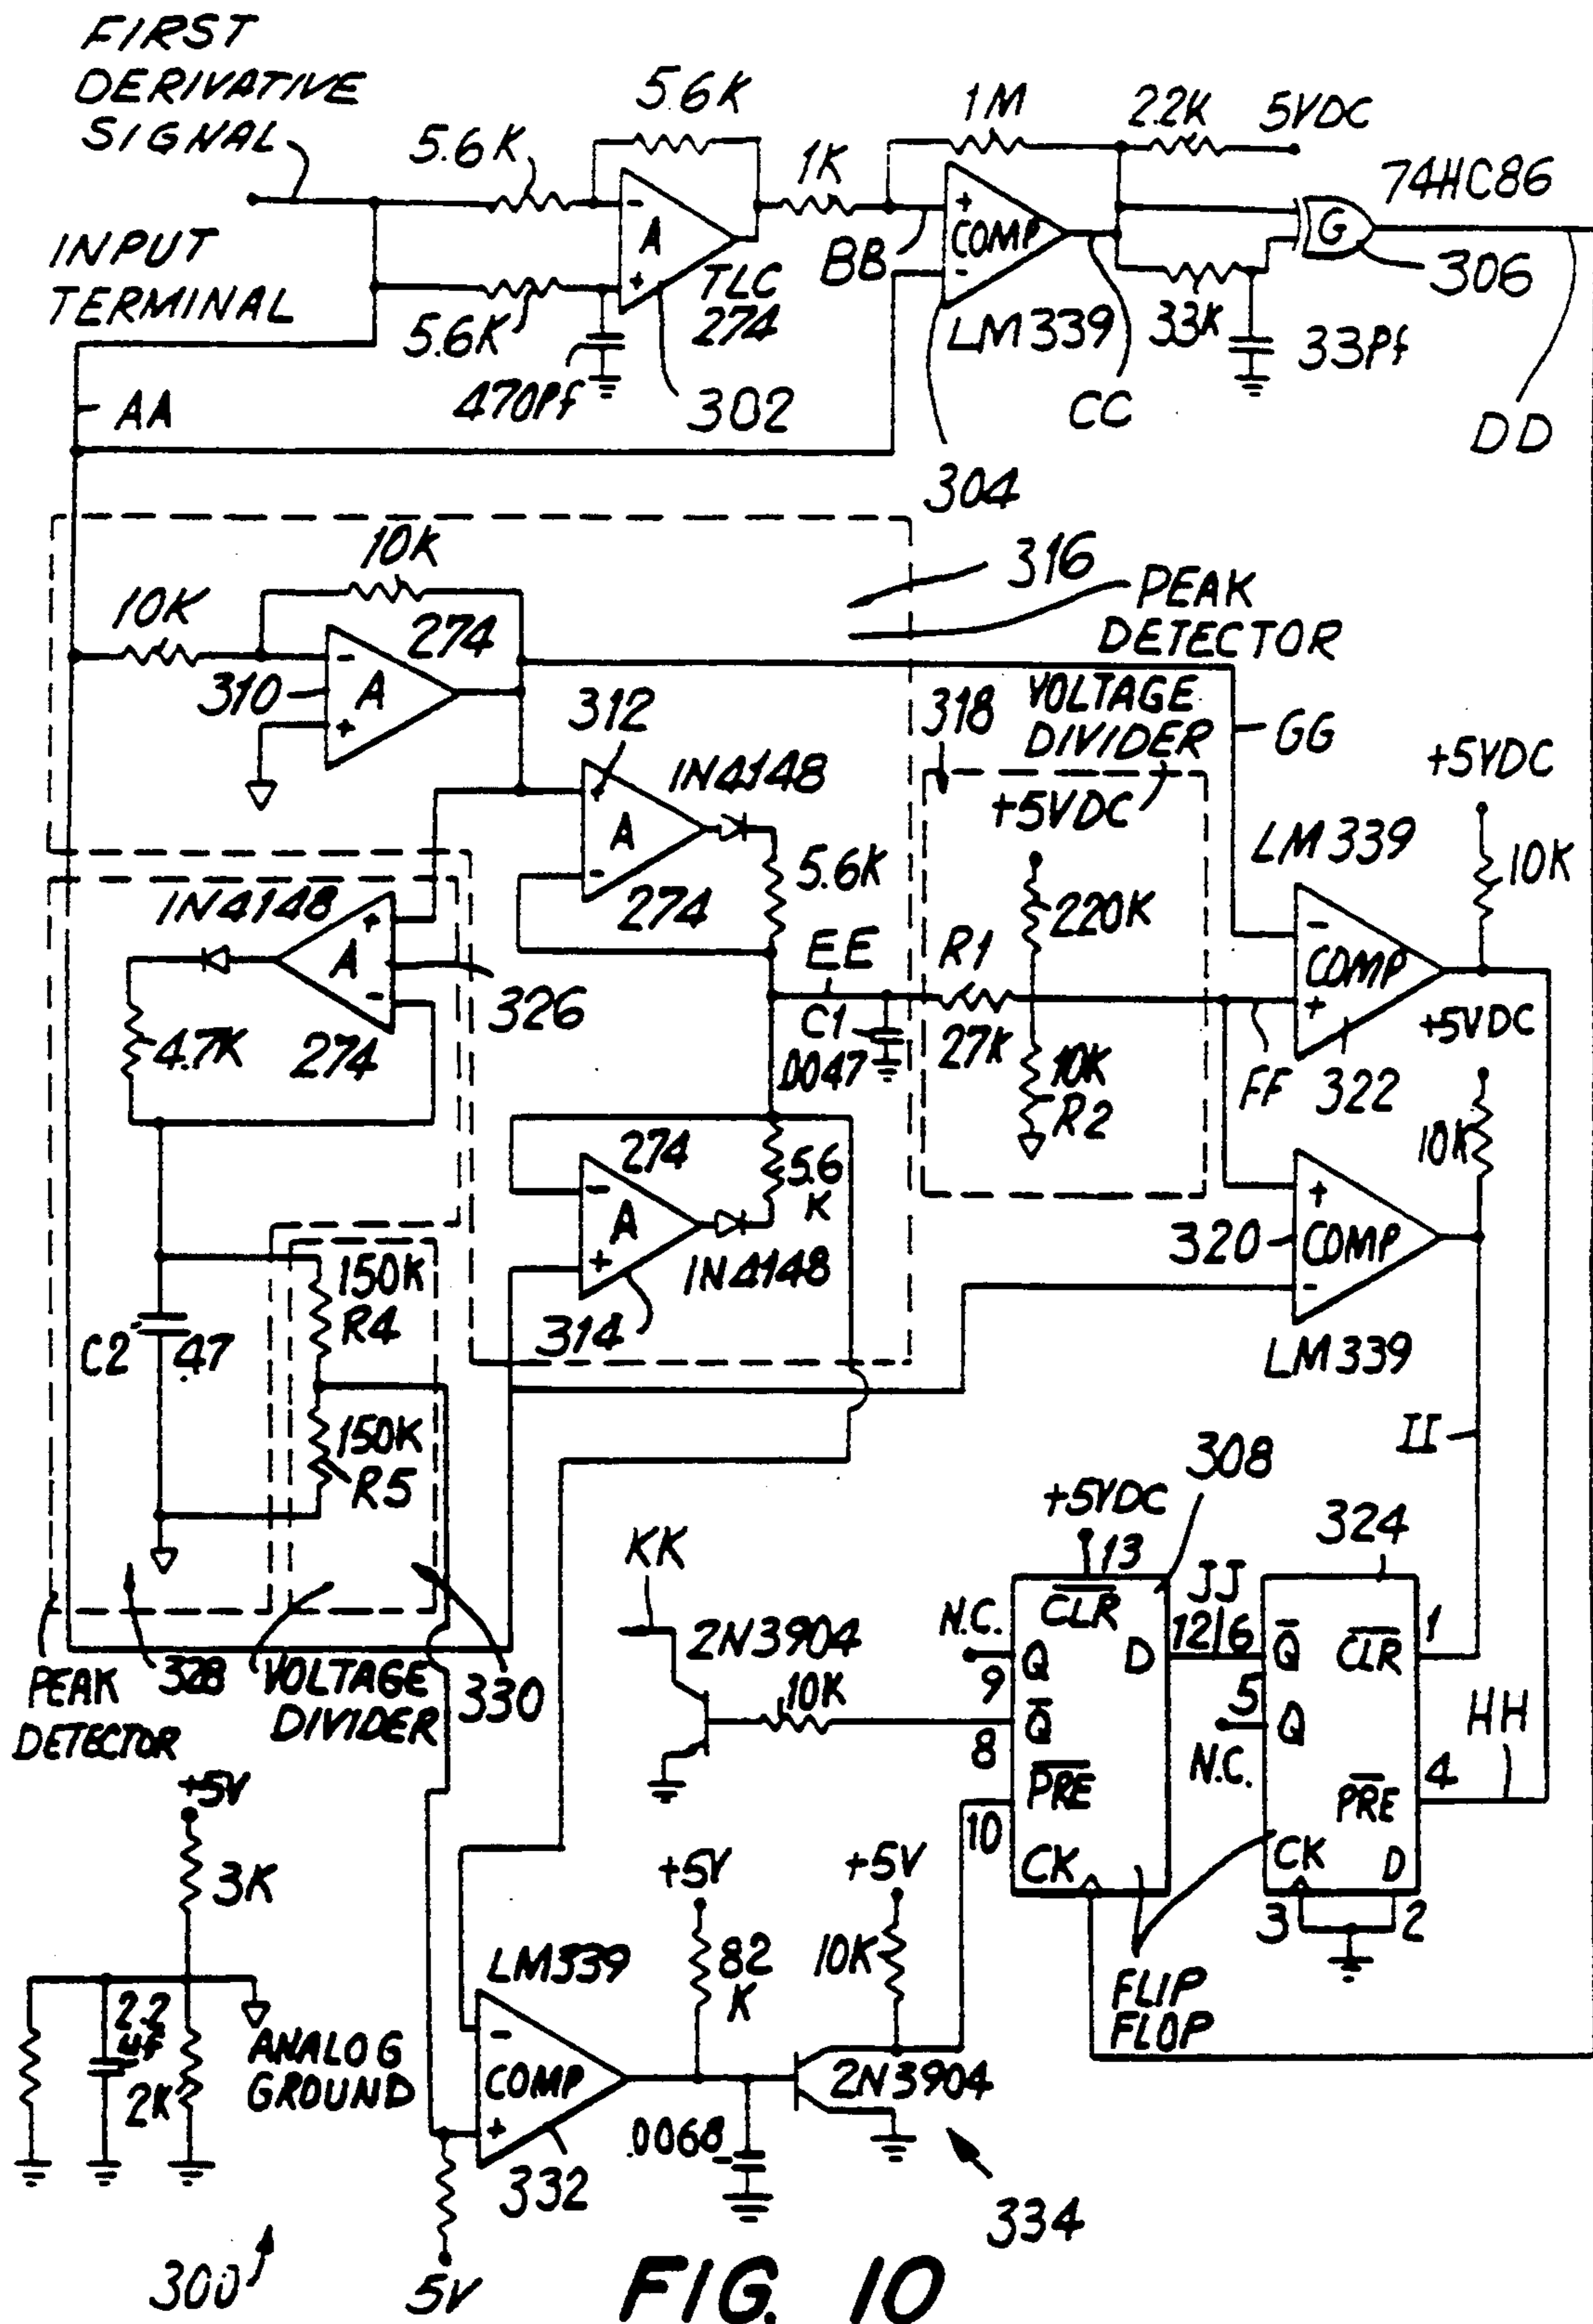 FIRST
DERIVATIVE
SIGNAL
5.6K
5.6K
1K
1M
2.2K
5VDC
74HC86
INPUT
TERMINAL
-
A
+
TLC
274
BB
+
COMP
-
LM339
CC
G
306
5.6K
470Pf
302
33K
33Pf
DD
AA
304
10K
10K
316
PEAK
DETECTOR
274
310
-
A
+
312
318
VOLTAGE
DIVIDER
GG
+5VDC
IN4148
+
A
-
274
+5VDC
LM339
10K
IN4148
5.6K
220K
+
A
-
326
274
4.7K
EE
R1
C1
.0047
27K
10K
R2
-
COMP
+
FF
322
+5VDC
10K
274
-
A
+
5.6
K
IN4148
314
320
+
COMP
-
LM339
150K
R4
C2
.47
150K
R5
II
308
+5VDC
324
KK
13
JJ
N.C.
2N3904
10K
CLR
Q
D
9
12
6
Q̅
CLR
1
5
Q
N.C.
HH
8
Q̅
PRE
10
CK
PRE
4
CK
D
3
2
PEAK
DETECTOR
328
VOLTAGE
DIVIDER
330
+5V
3K
+5V
+5V
82
K
10K
FLIP
FLOP
LM339
2.2
uf
2K
ANALOG
GROUND
-
COMP
+
2N3904
.0068
332
334
300
5V
FIG. 10